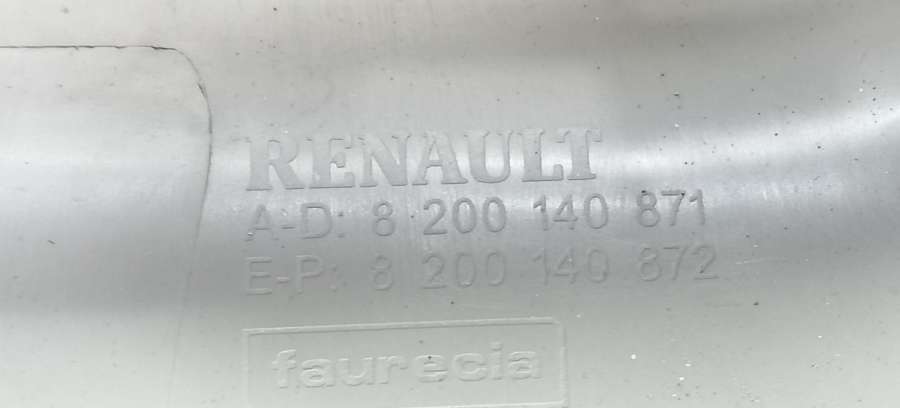 RENAULT
A-D: 8 200 140 871
E-P: 8 200 140 872
faurecia